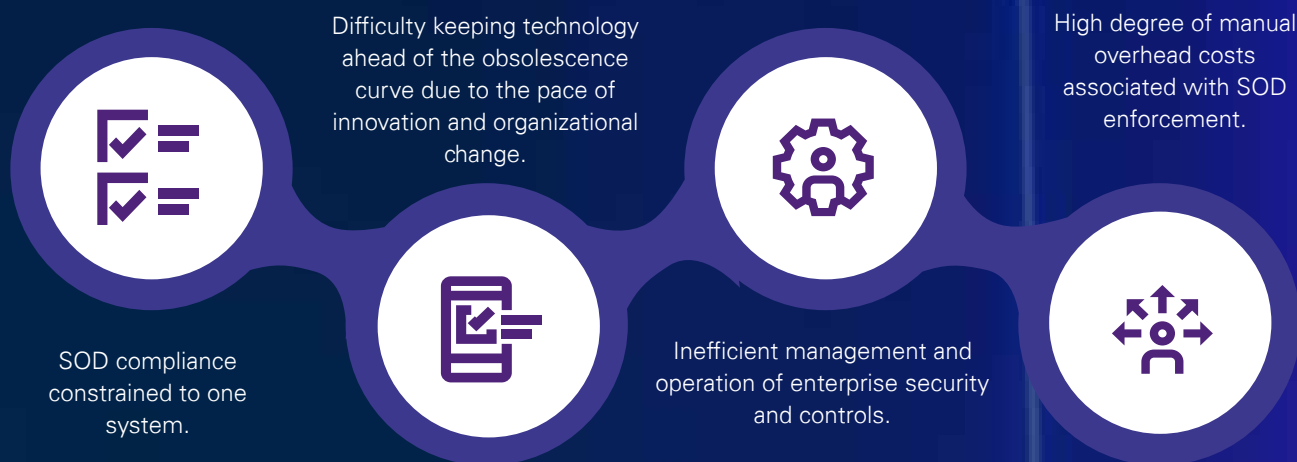 SOD compliance
constrained to one
system.
Difficulty keeping technology
ahead of the obsolescence
curve due to the pace of
innovation and organizational
change.
Inefficient management and
operation of enterprise security
and controls.
High degree of manual
overhead costs
associated with SOD
enforcement.